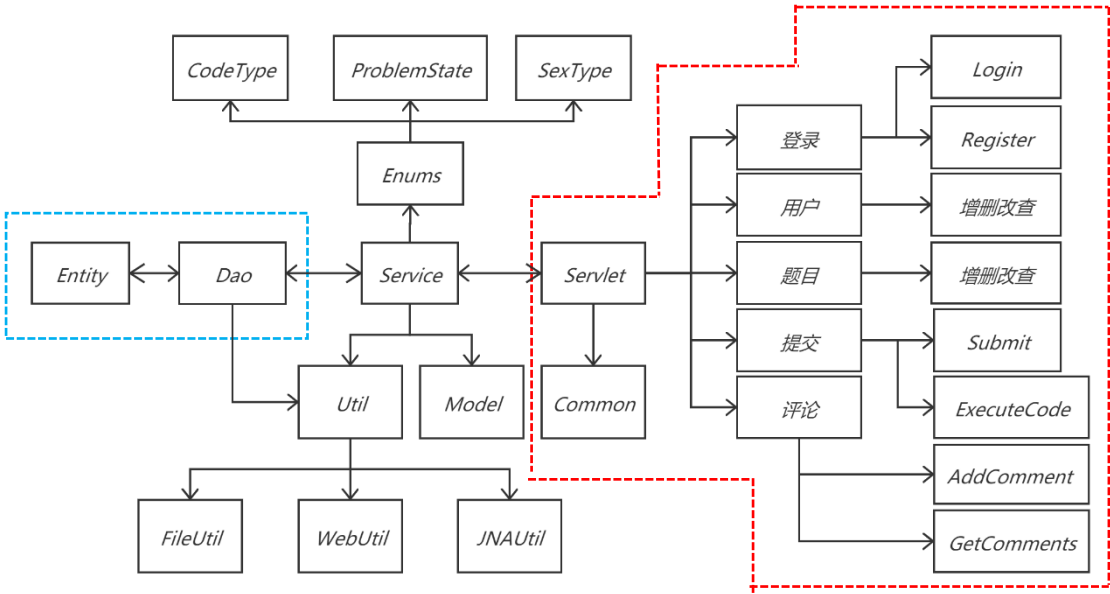 CodeType
ProblemState
SexType
Login
登录
Register
Enums
用户
增删改查
Entity
Dao
Service
Servlet
题目
增删改查
提交
Submit
Util
Model
Common
评论
ExecuteCode
AddComment
FileUtil
WebUtil
JNAUtil
GetComments